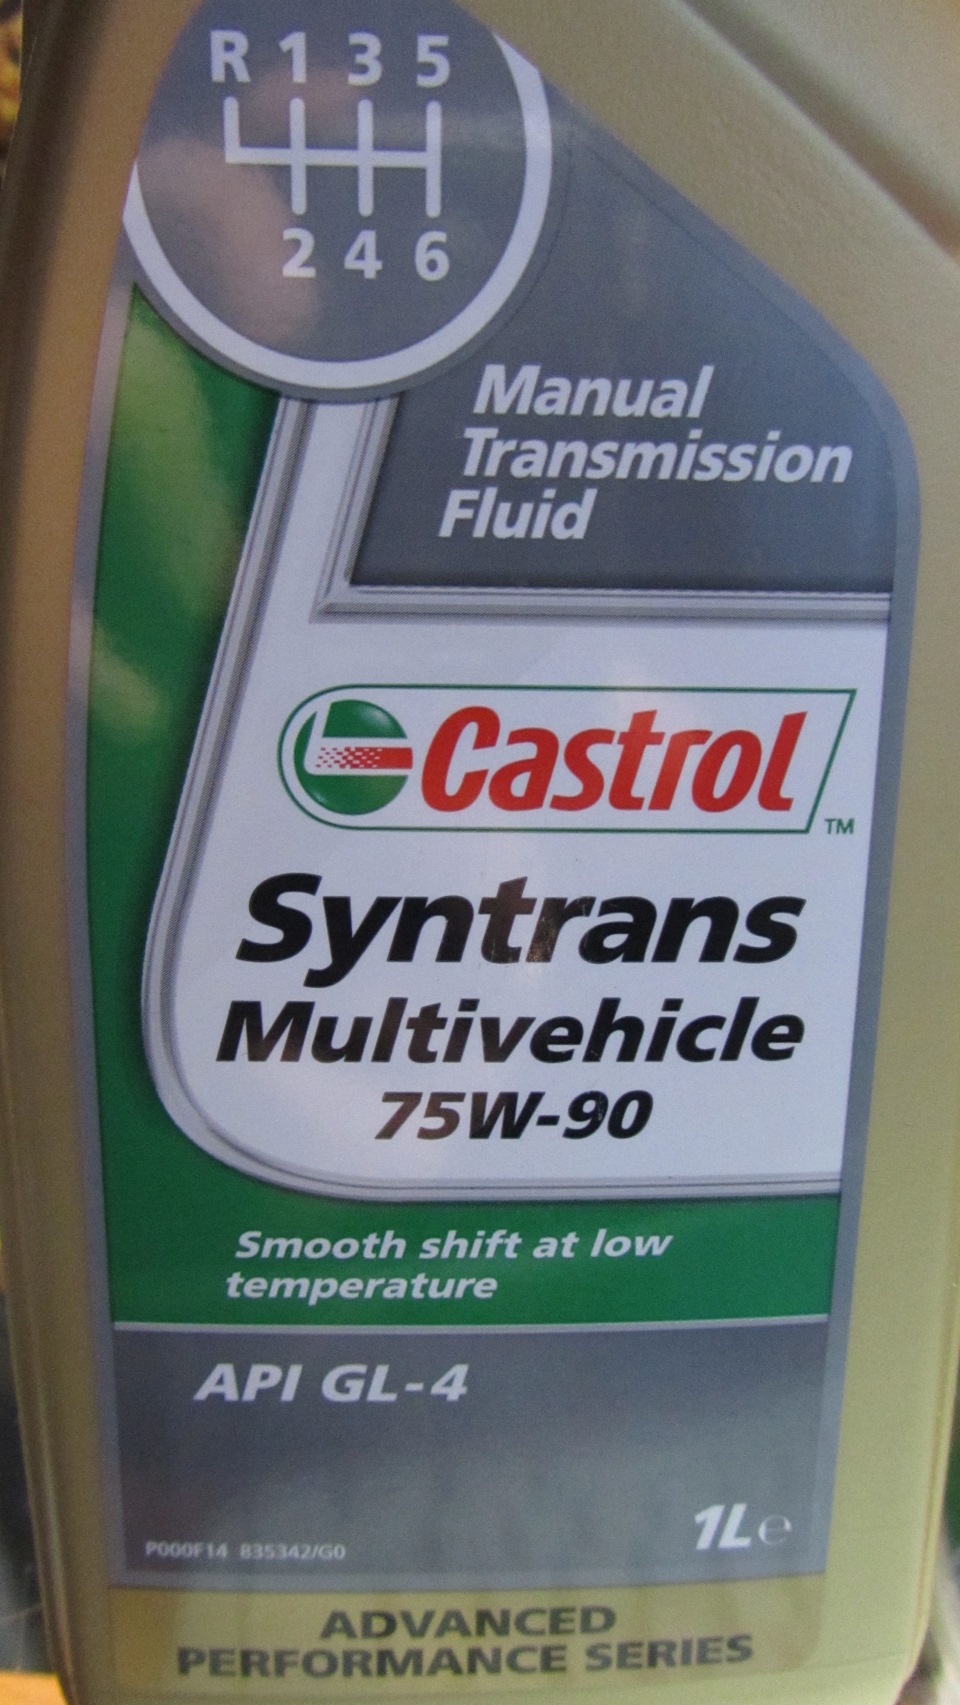 R 1 3 5
2 4 6
Manual
Transmission
Fluid
Castrol
TM
Syntrans
Multivehicle
75W-90
Smooth shift at low
temperature
API GL-4
1L ℮
P000F14 835342/G0
ADVANCED
PERFORMANCE SERIES